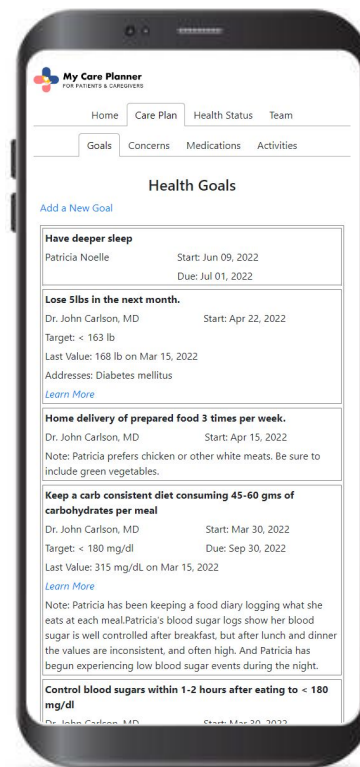 My Care Planner
FOR PATIENTS & CAREGIVERS
Home Care Plan Health Status Team
Goals Concerns Medications Activities
Health Goals
Add a New Goal
Have deeper sleep
Patricia Noelle Start: Jun 09, 2022
Due: Jul 01, 2022
Lose 5lbs in the next month.
Dr. John Carlson, MD Start: Apr 22, 2022
Target: < 163 lb
Last Value: 168 lb on Mar 15, 2022
Addresses: Diabetes mellitus
Learn More
Home delivery of prepared food 3 times per week.
Dr. John Carlson, MD Start: Apr 15, 2022
Note: Patricia prefers chicken or other white meats. Be sure to
include green vegetables.
Keep a carb consistent diet consuming 45-60 gms of
carbohydrates per meal
Dr. John Carlson, MD Start: Mar 30, 2022
Target: < 180 mg/dl Due: Sep 30, 2022
Last Value: 315 mg/dL on Mar 15, 2022
Learn More
Note: Patricia has been keeping a food diary logging what she
eats at each meal.Patricia's blood sugar logs show her blood
sugar is well controlled after breakfast, but after lunch and dinner
the values are inconsistent, and often high. And Patricia has
begun experiencing low blood sugar events during the night.
Control blood sugars within 1-2 hours after eating to < 180
mg/dl
Dr. John Carlson, MD Start: Mar 30, 2022